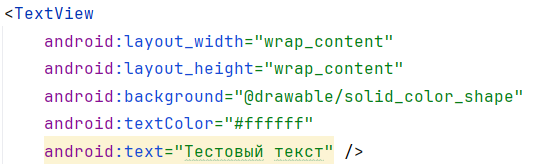 <TextView
android:layout_width="wrap_content"
android:layout_height="wrap_content"
android:background="@drawable/solid_color_shape"
android:textColor="#ffffff"
android:text="Тестовый текст" />